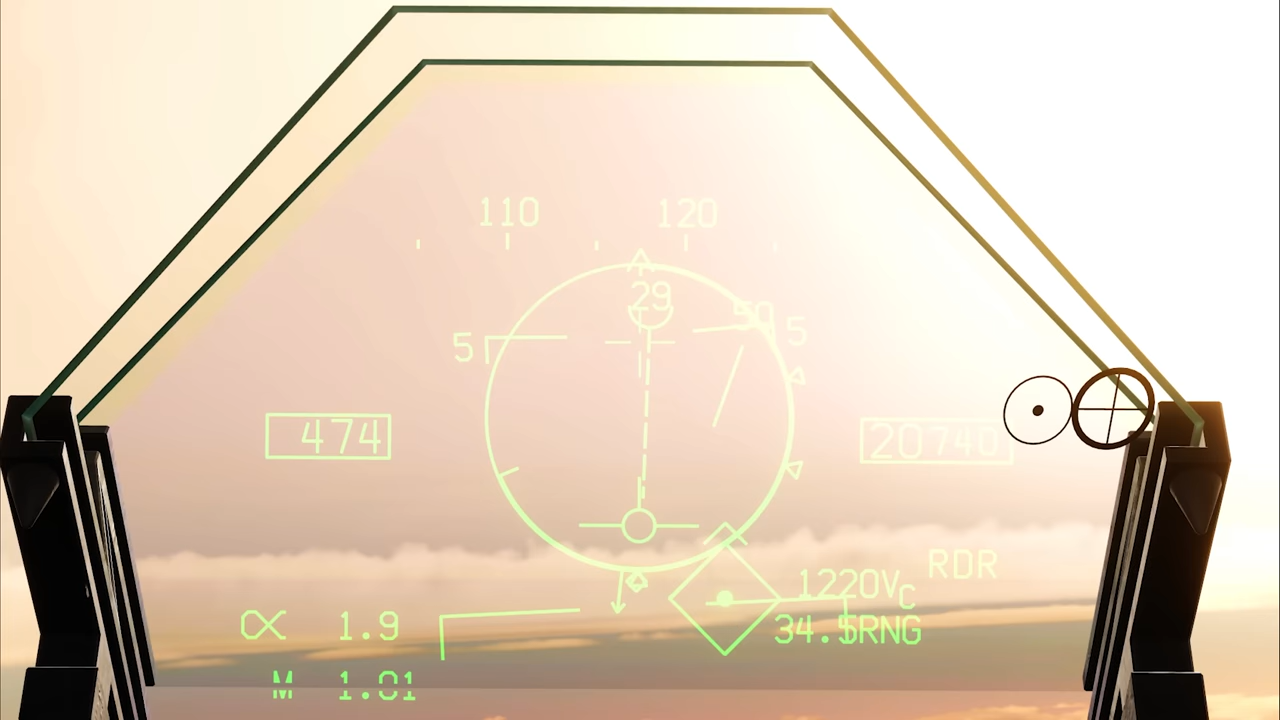 110 120
29
50
5 5
474 20740
RDR
1220Vc
34.5RNG
α 1.9
M 1.01